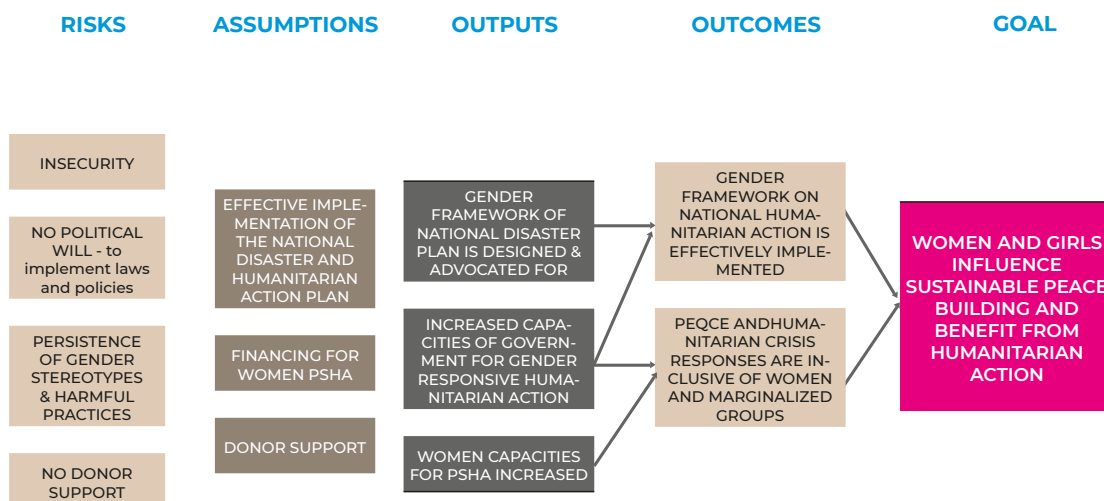 RISKS
ASSUMPTIONS
OUTPUTS
OUTCOMES
GOAL
INSECURITY
NO POLITICAL
WILL - to
implement laws
and policies
PERSISTENCE
OF GENDER
STEREOTYPES
& HARMFUL
PRACTICES
NO DONOR
SUPPORT
EFFECTIVE IMPLE-
MENTATION OF
THE NATIONAL
DISASTER AND
HUMANITARIAN
ACTION PLAN
FINANCING FOR
WOMEN PSHA
DONOR SUPPORT
GENDER
FRAMEWORK OF
NATIONAL DISASTER
PLAN IS DESIGNED &
ADVOCATED FOR
INCREASED CAPA-
CITIES OF GOVERN-
MENT FOR GENDER
RESPONSIVE HUMA-
NITARIAN ACTION
WOMEN CAPACITIES
FOR PSHA INCREASED
GENDER
FRAMEWORK ON
NATIONAL HUMA-
NITARIAN ACTION IS
EFFECTIVELY IMPLE-
MENTED
PEQCE ANDHUMA-
NITARIAN CRISIS
RESPONSES ARE IN-
CLUSIVE OF WOMEN
AND MARGINALIZED
GROUPS
WOMEN AND GIRLS
INFLUENCE
SUSTAINABLE PEACE
BUILDING AND
BENEFIT FROM
HUMANITARIAN
ACTION